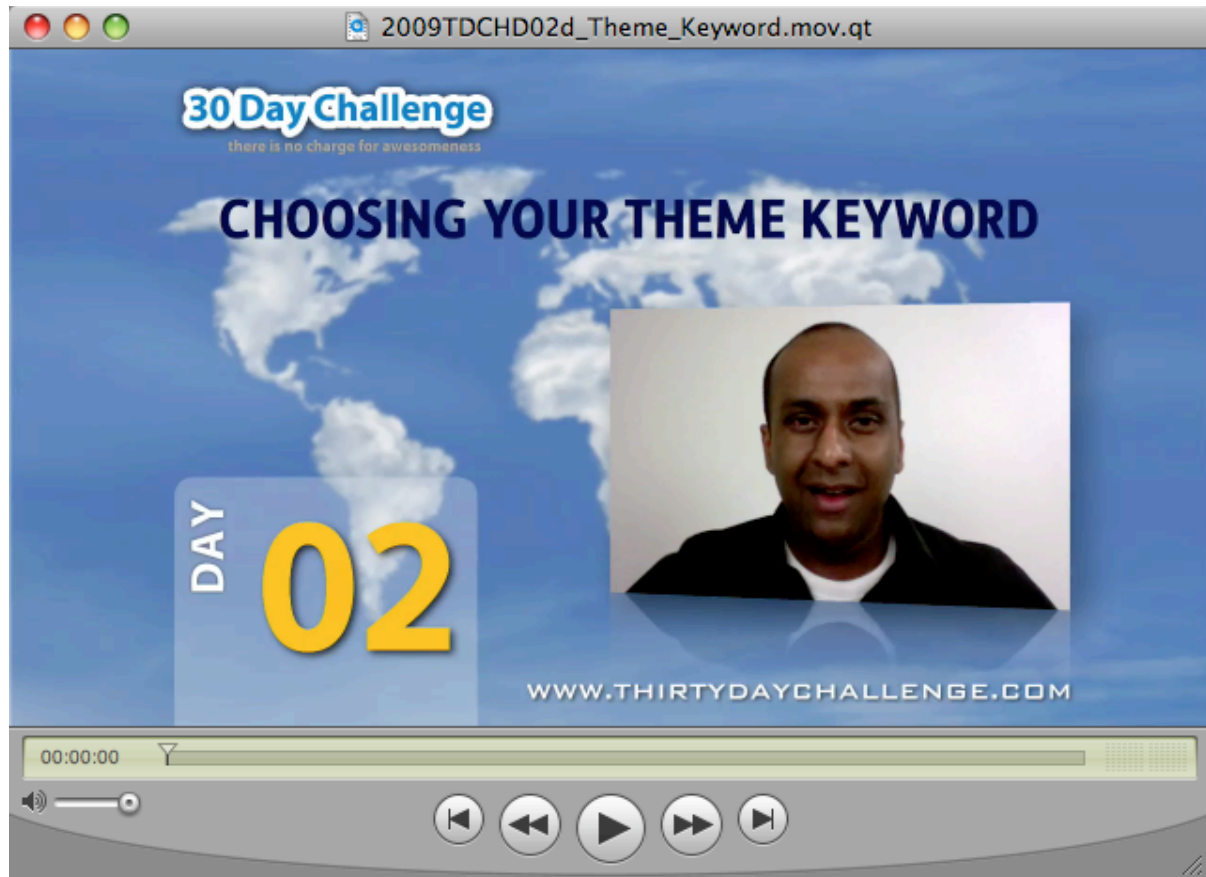 2009TDCHD02d_Theme_Keyword.mov.qt
30 Day Challenge
there is no charge for awesomeness
CHOOSING YOUR THEME KEYWORD
DAY
02
WWW.THIRTYDAYCHALLENGE.COM
00:00:00